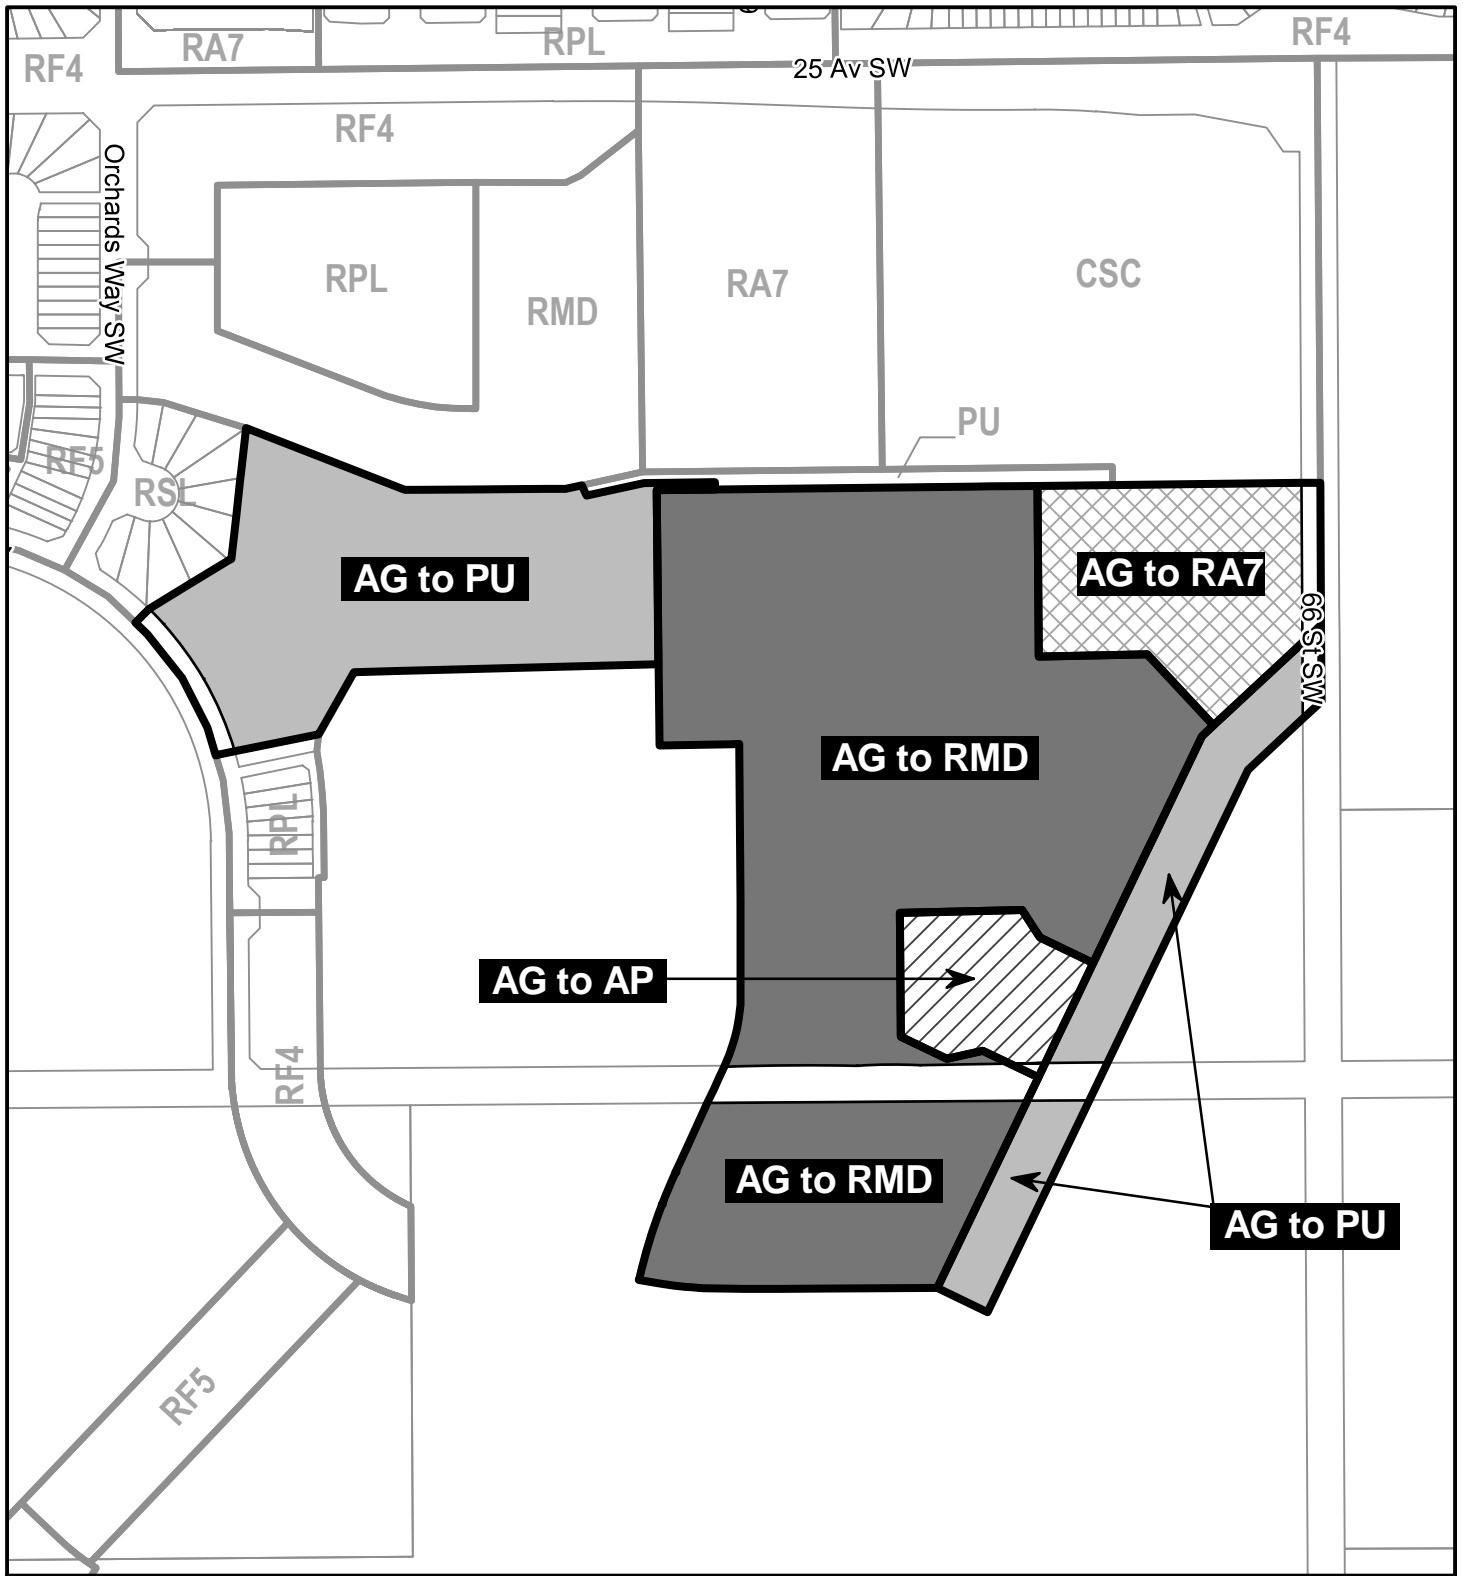 RF4
RA7
RPL
RF4
25 Av SW
RF4
Orchards Way SW
RPL
RMD
RA7
CSC
PU
RF5
RSL
AG to PU
AG to RA7
66 St SW
AG to RMD
RPL
AG to AP
RF4
AG to RMD
AG to PU
RF5